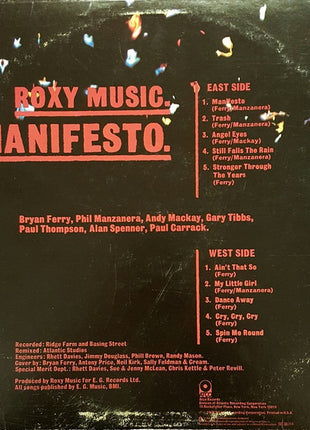 ROXY MUSIC.
MANIFESTO.
EAST SIDE
1. Manifesto
(Ferry/Manzanera)
2. Trash
(Ferry/Manzanera)
3. Angel Eyes
(Ferry/Mackay)
4. Still Falls The Rain
(Ferry/Manzanera)
5. Stronger Through
The Years
(Ferry)
Bryan Ferry, Phil Manzanera, Andy Mackay, Gary Tibbs,
Paul Thompson, Alan Spenner, Paul Carrack.
WEST SIDE
1. Ain't That So
(Ferry)
2. My Little Girl
(Ferry/Manzanera)
3. Dance Away
(Ferry)
4. Cry, Cry, Cry
(Ferry)
5. Spin Me Round
(Ferry)
Recorded: Ridge Farm and Basing Street
Remixed: Atlantic Studios
Engineers: Rhett Davies, Jimmy Douglass, Phill Brown, Randy Mason.
Cover by: Bryan Ferry, Antony Price, Neil Kirk, Sally Feldman & Cream.
Special Merit Dept.: Rhett Davies, Sue & Jenny McLean, Chris Kettle & Peter Revill.
Produced by Roxy Music for E. G. Records Ltd.
All songs published by E. G. Music, BMI.
ATCO